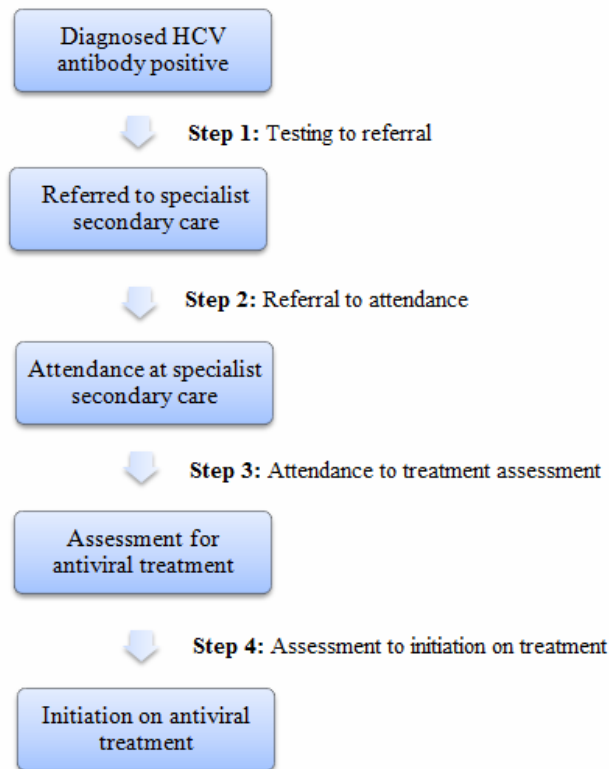 Diagnosed HCV
antibody positive
Step 1: Testing to referral
Referred to specialist
secondary care
Step 2: Referral to attendance
Attendance at specialist
secondary care
Step 3: Attendance to treatment assessment
Assessment for
antiviral treatment
Step 4: Assessment to initiation on treatment
Initiation on antiviral
treatment